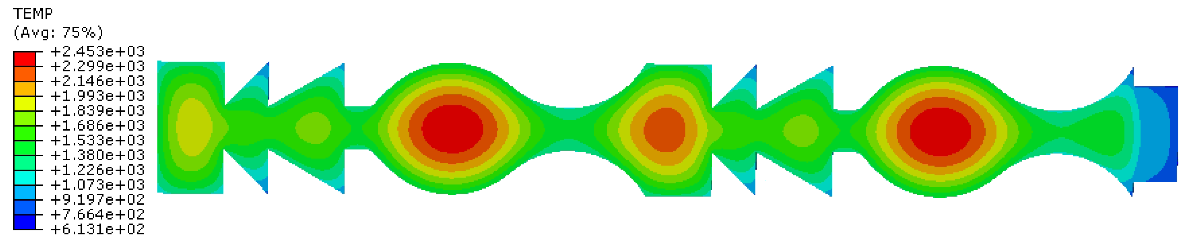 TEMP
(Avg: 75%)
+2.453e+03
+2.299e+03
+2.146e+03
+1.993e+03
+1.839e+03
+1.686e+03
+1.533e+03
+1.380e+03
+1.226e+03
+1.073e+03
+9.197e+02
+7.664e+02
+6.131e+02